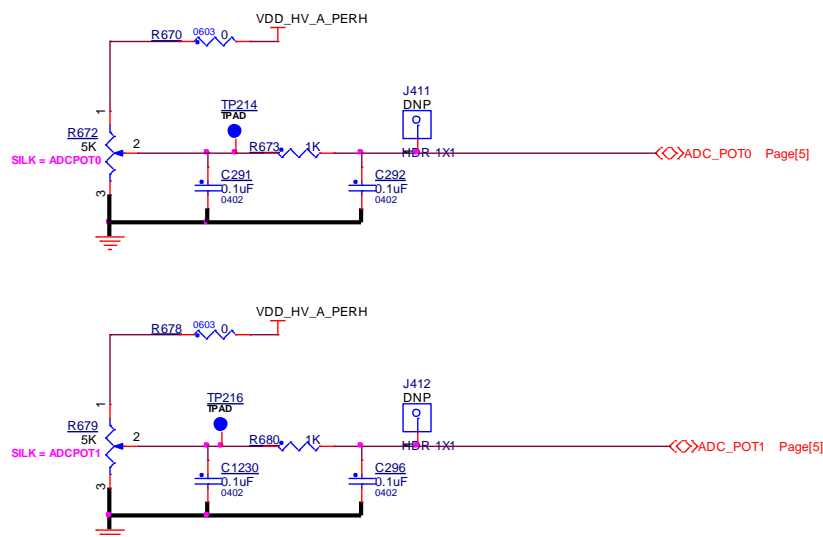 VDD_HV_A_PERH
R670 0603 0
J411
DNP
TP214
TPAD
1
R672
5K
2
R673 1K
HDR 1X1
ADC_POT0 Page[5]
SILK = ADCPOT0
C291
0.1uF
0402
C292
0.1uF
0402
3
VDD_HV_A_PERH
R678 0603 0
J412
DNP
TP216
TPAD
1
R679
5K
2
R680 1K
HDR 1X1
ADC_POT1 Page[5]
SILK = ADCPOT1
C1230
0.1uF
0402
C296
0.1uF
0402
3